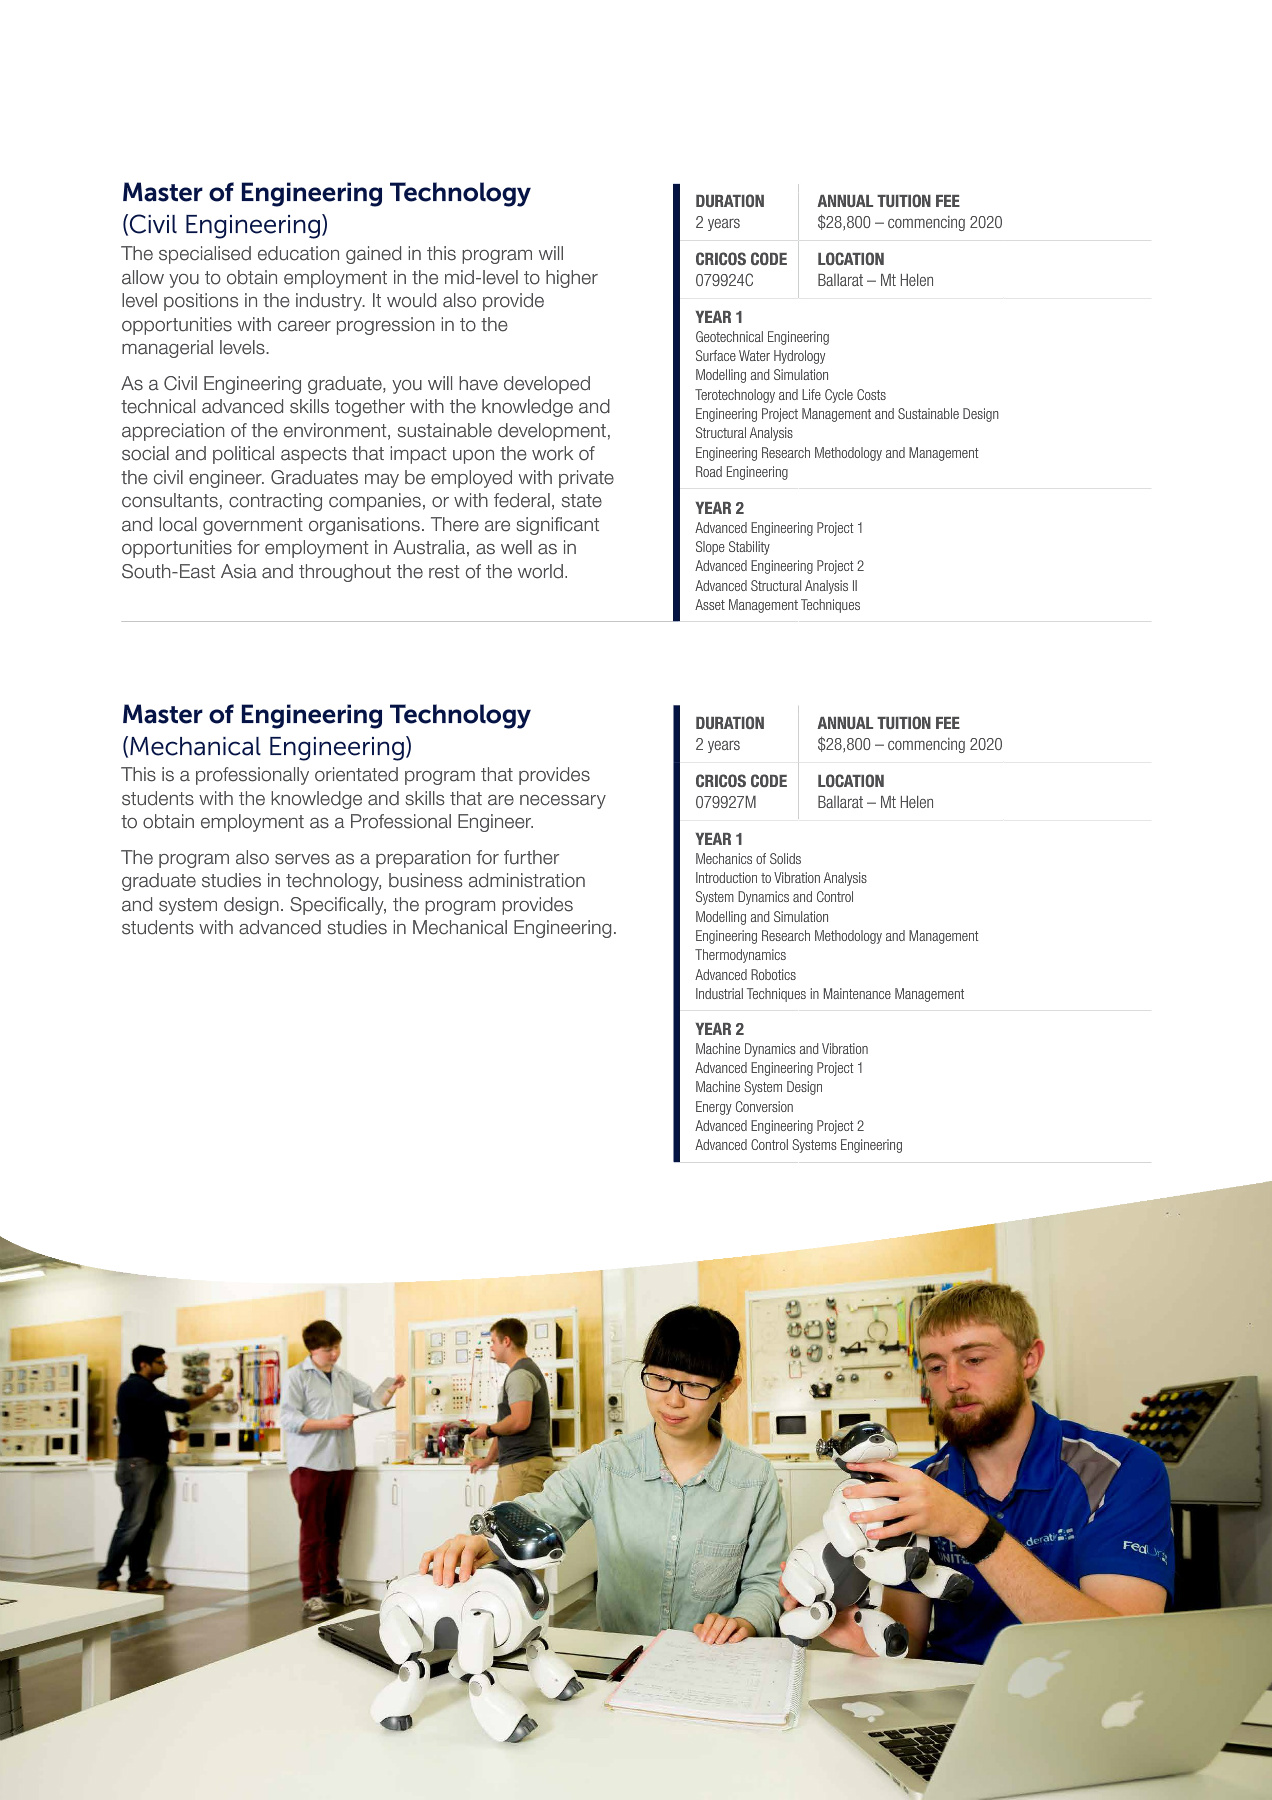 Master of Engineering Technology
(Civil Engineering)
The specialised education gained in this program will
allow you to obtain employment in the mid-level to higher
level positions in the industry. It would also provide
opportunities with career progression in to the
managerial levels.
As a Civil Engineering graduate, you will have developed
technical advanced skills together with the knowledge and
appreciation of the environment, sustainable development,
social and political aspects that impact upon the work of
the civil engineer. Graduates may be employed with private
consultants, contracting companies, or with federal, state
and local government organisations. There are significant
opportunities for employment in Australia, as well as in
South-East Asia and throughout the rest of the world.
DURATION
2 years
ANNUAL TUITION FEE
$28,800 – commencing 2020
CRICOS CODE
079924C
LOCATION
Ballarat – Mt Helen
YEAR 1
Geotechnical Engineering
Surface Water Hydrology
Modelling and Simulation
Terotechnology and Life Cycle Costs
Engineering Project Management and Sustainable Design
Structural Analysis
Engineering Research Methodology and Management
Road Engineering
YEAR 2
Advanced Engineering Project 1
Slope Stability
Advanced Engineering Project 2
Advanced Structural Analysis II
Asset Management Techniques
Master of Engineering Technology
(Mechanical Engineering)
This is a professionally orientated program that provides
students with the knowledge and skills that are necessary
to obtain employment as a Professional Engineer.
The program also serves as a preparation for further
graduate studies in technology, business administration
and system design. Specifically, the program provides
students with advanced studies in Mechanical Engineering.
DURATION
2 years
ANNUAL TUITION FEE
$28,800 – commencing 2020
CRICOS CODE
079927M
LOCATION
Ballarat – Mt Helen
YEAR 1
Mechanics of Solids
Introduction to Vibration Analysis
System Dynamics and Control
Modelling and Simulation
Engineering Research Methodology and Management
Thermodynamics
Advanced Robotics
Industrial Techniques in Maintenance Management
YEAR 2
Machine Dynamics and Vibration
Advanced Engineering Project 1
Machine System Design
Energy Conversion
Advanced Engineering Project 2
Advanced Control Systems Engineering